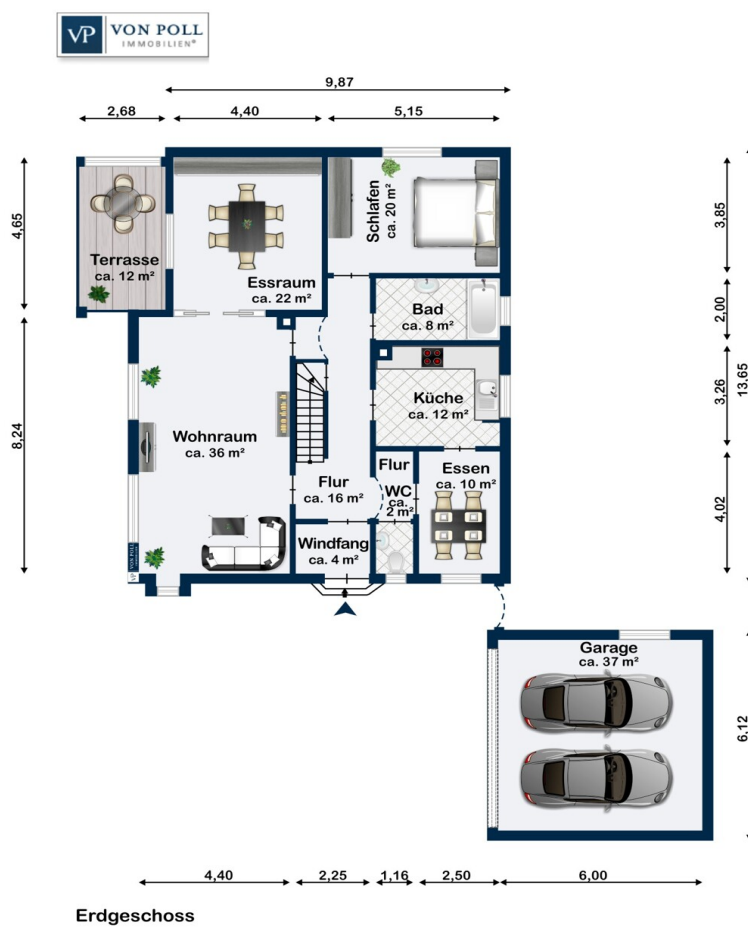 VP VON POLL
IMMOBILIEN®
9,87
2,68
4,40
5,15
4,65
8,24
3,85
2,00
3,26
4,02
13,65
6,12
Terrasse
ca. 12 m²
Essraum
ca. 22 m²
Schlafen
ca. 20 m²
Bad
ca. 8 m²
Küche
ca. 12 m²
Wohnraum
ca. 36 m²
Flur
ca. 16 m²
Flur
WC
ca.
2 m²
Essen
ca. 10 m²
Windfang
ca. 4 m²
VP VON POLL
Garage
ca. 37 m²
4,40
2,25
1,16
2,50
6,00
Erdgeschoss